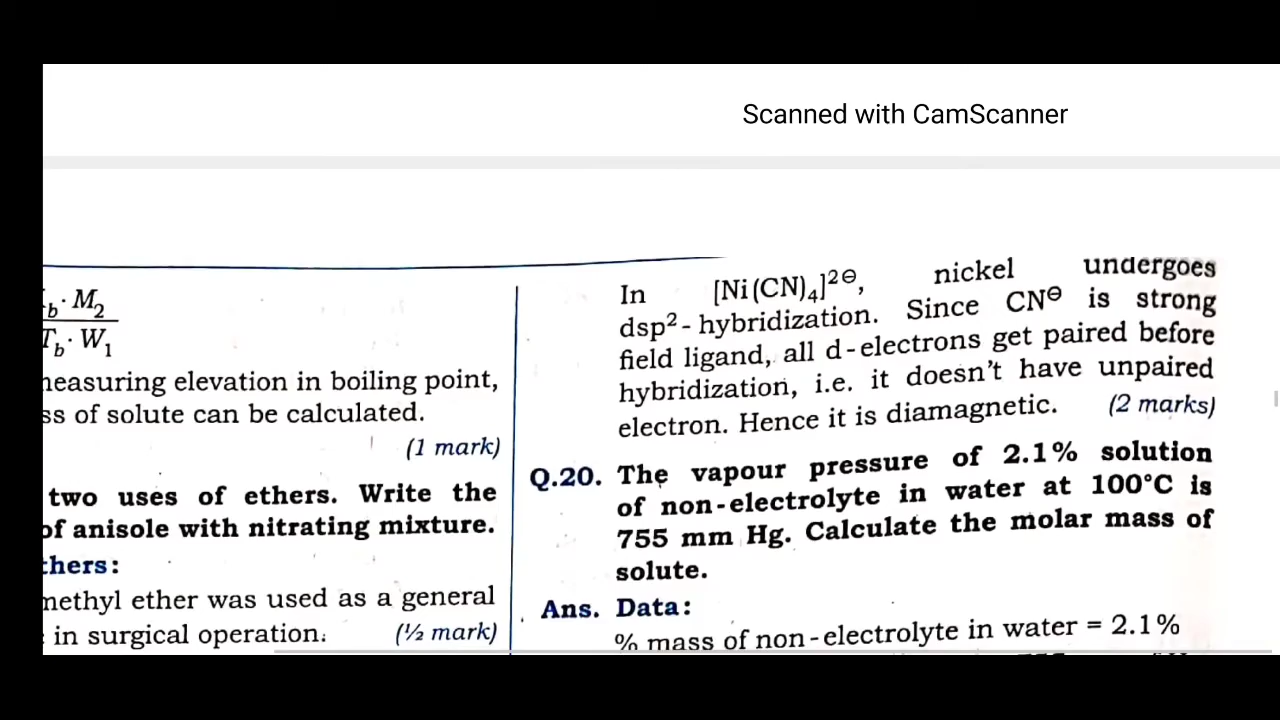 Scanned with CamScanner
b · M₂
T_b · W₁
measuring elevation in boiling point,
ss of solute can be calculated.
(1 mark)
two uses of ethers. Write the
of anisole with nitrating mixture.
thers:
methyl ether was used as a general
in surgical operation. (½ mark)
In [Ni(CN)₄]²⊖, nickel undergoes
dsp² - hybridization. Since CN⊖ is strong
field ligand, all d-electrons get paired before
hybridization, i.e. it doesn't have unpaired
electron. Hence it is diamagnetic. (2 marks)
Q.20. The vapour pressure of 2.1% solution
of non-electrolyte in water at 100°C is
755 mm Hg. Calculate the molar mass of
solute.
Ans. Data:
% mass of non-electrolyte in water = 2.1%